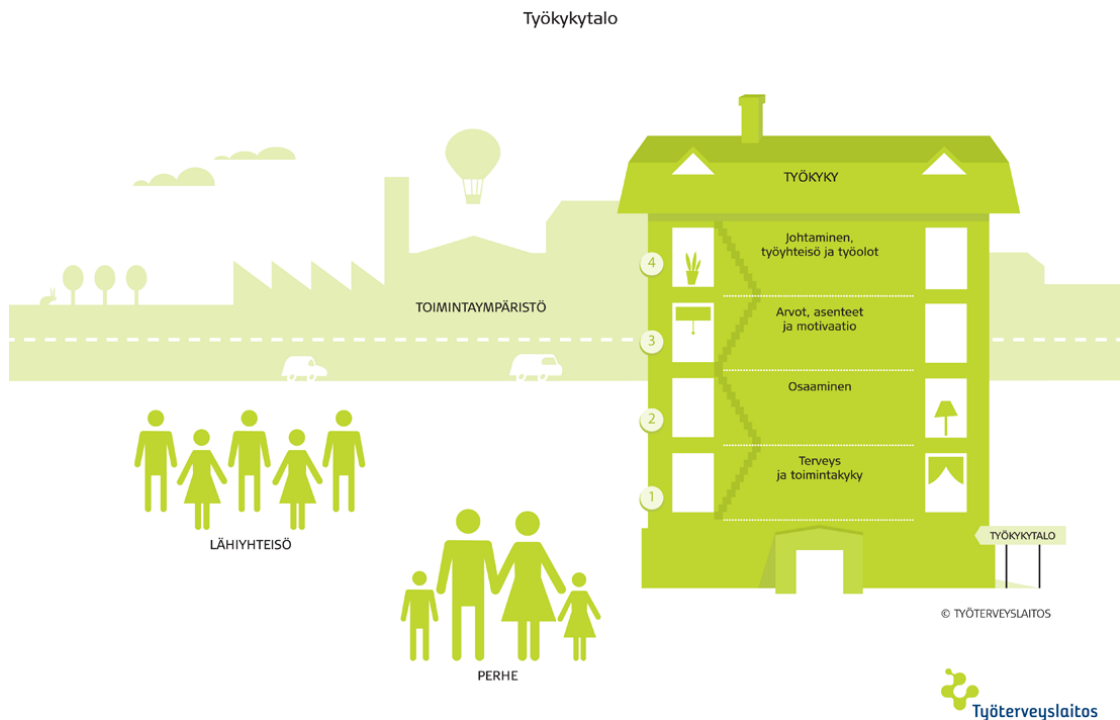 Työkykytalo
TYÖKYKY
4
Johtaminen,
työyhteisö ja työolot
TOIMINTAYMPÄRISTÖ
3
Arvot, asenteet
ja motivaatio
2
Osaaminen
1
Terveys
ja toimintakyky
LÄHIYHTEISÖ
TYÖKYKYTALO
PERHE
© TYÖTERVEYSLAITOS
Työterveyslaitos